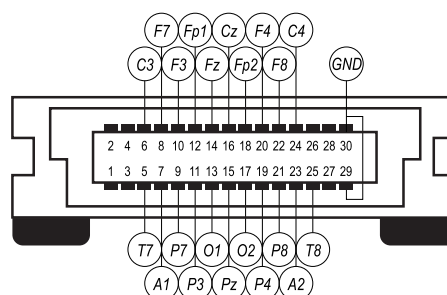 F7 Fp1 Cz F4 C4
C3 F3 Fz Fp2 F8 GND
2 4 6 8 10 12 14 16 18 20 22 24 26 28 30
1 3 5 7 9 11 13 15 17 19 21 23 25 27 29
T7 P7 O1 O2 P8 T8
A1 P3 Pz P4 A2